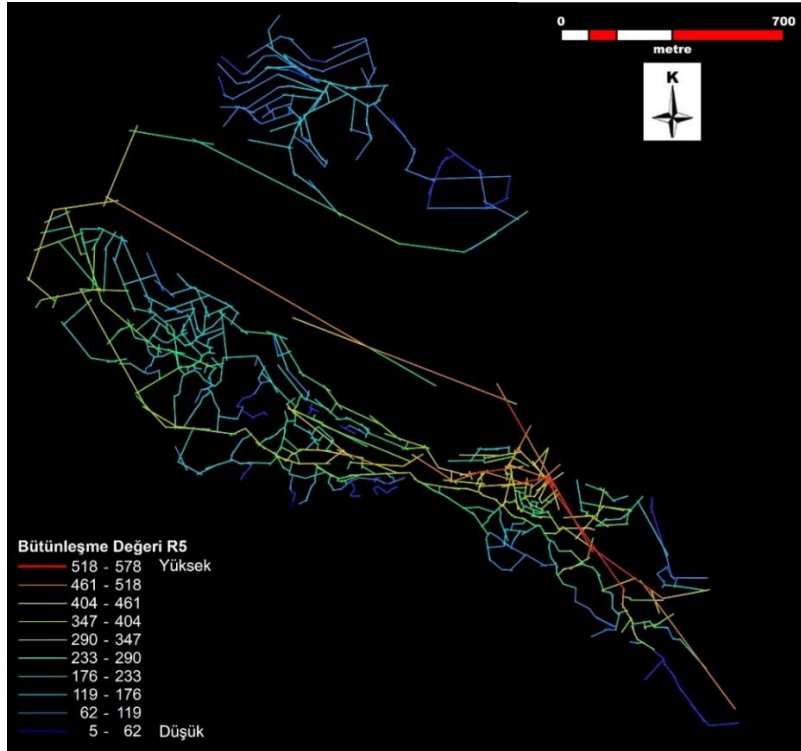 0 700
metre
K
Bütünleşme Değeri R5
518 - 578 Yüksek
461 - 518
404 - 461
347 - 404
290 - 347
233 - 290
176 - 233
119 - 176
62 - 119
5 - 62 Düşük